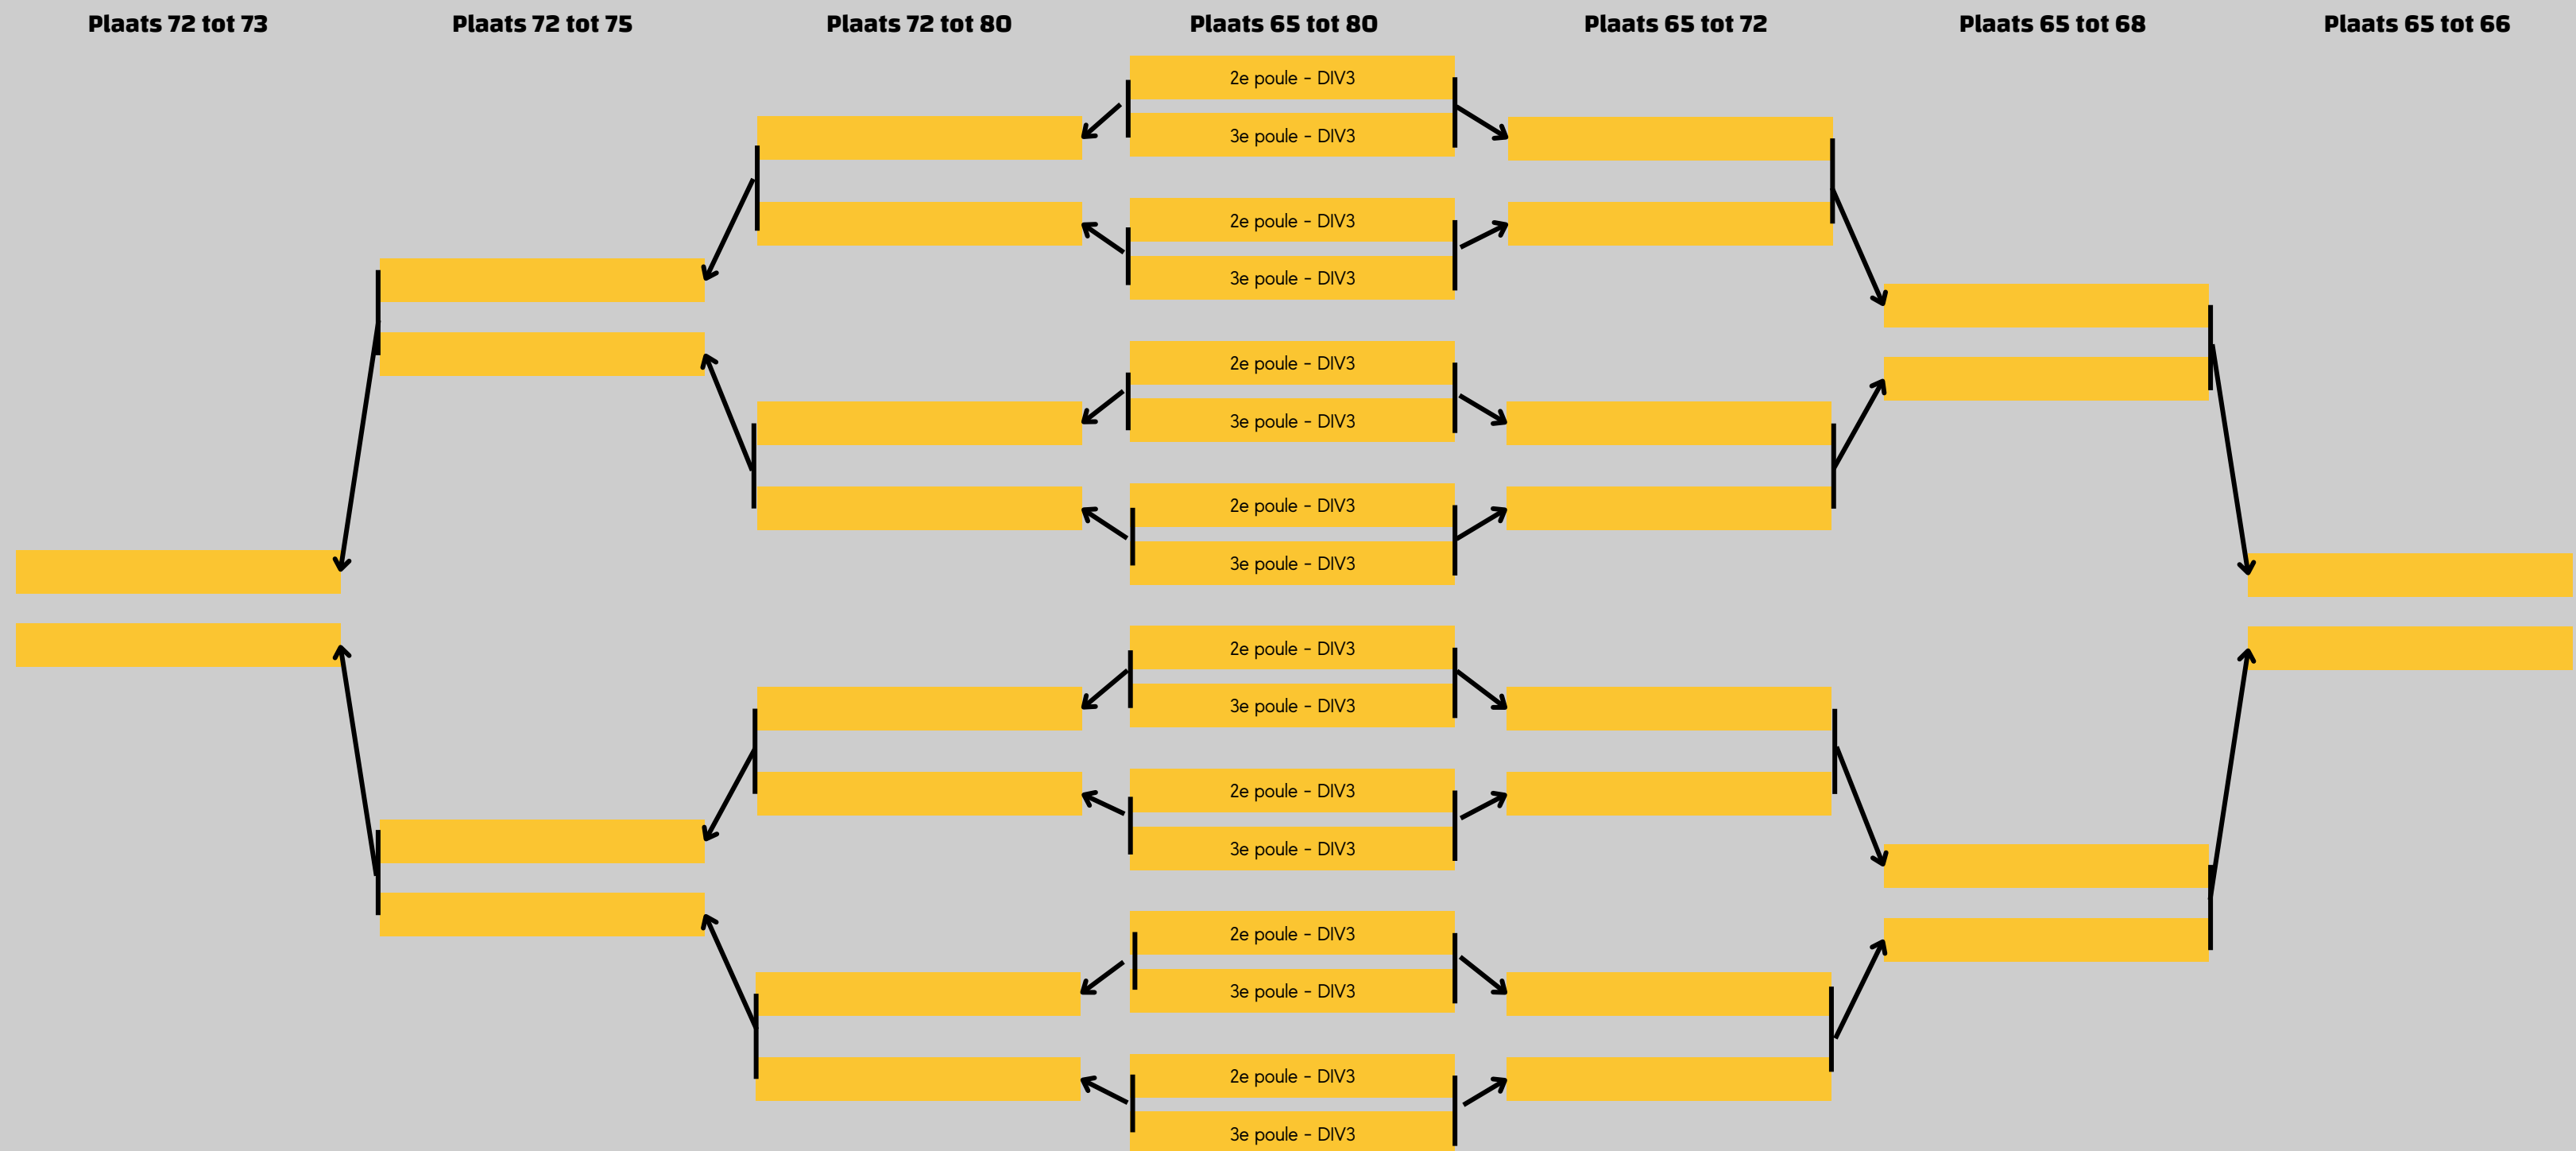 Plaats 72 tot 73
Plaats 72 tot 75
Plaats 72 tot 80
Plaats 65 tot 80
Plaats 65 tot 72
Plaats 65 tot 68
Plaats 65 tot 66
2e poule - DIV3
3e poule - DIV3
2e poule - DIV3
3e poule - DIV3
2e poule - DIV3
3e poule - DIV3
2e poule - DIV3
3e poule - DIV3
2e poule - DIV3
3e poule - DIV3
2e poule - DIV3
3e poule - DIV3
2e poule - DIV3
3e poule - DIV3
2e poule - DIV3
3e poule - DIV3